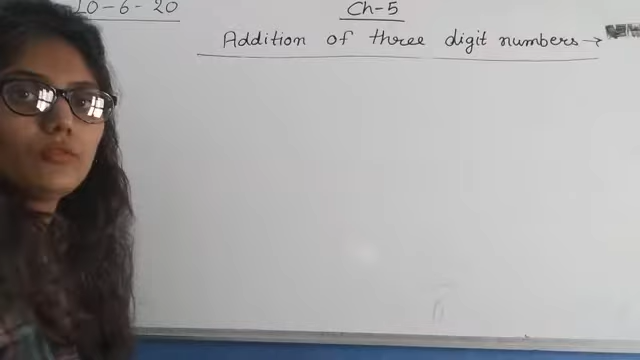 10-6-20
Ch-5
Addition of three digit numbers →